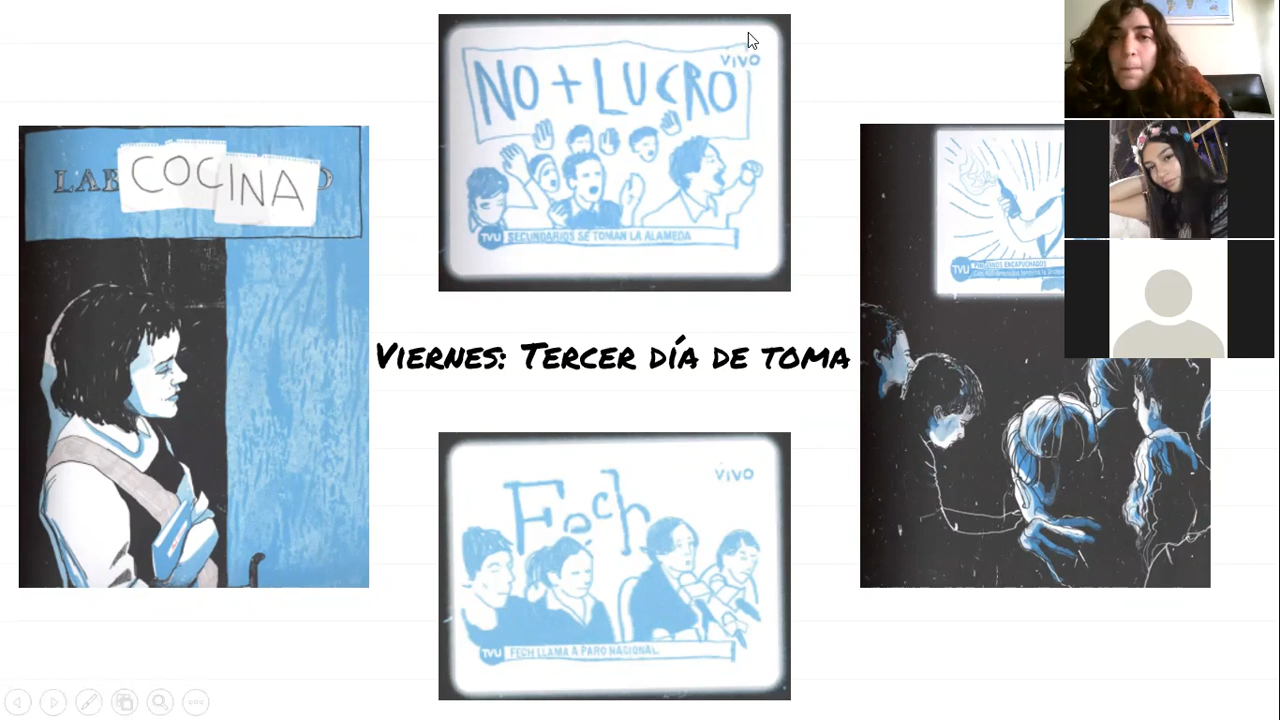 LAB
COCINA
O
NO + LUCRO
VIVO
TVU SECUNDARIOS SE TOMAN LA ALAMEDA
TVU
ENCAPUCHADOS
VIERNES: TERCER DÍA DE TOMA
Fech
VIVO
TVU FECH LLAMA A PARO NACIONAL